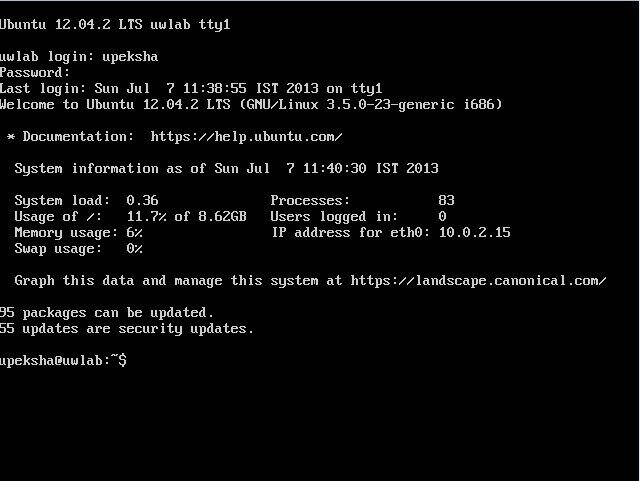 Ubuntu 12.04.2 LTS uwlab tty1
uwlab login: upeksha
Password:
Last login: Sun Jul  7 11:38:55 IST 2013 on tty1
Welcome to Ubuntu 12.04.2 LTS (GNU/Linux 3.5.0-23-generic i686)
 * Documentation:  https://help.ubuntu.com/
  System information as of Sun Jul  7 11:40:30 IST 2013
  System load:  0.36              Processes:           83
  Usage of /:   11.7% of 8.62GB   Users logged in:     0
  Memory usage: 6%                IP address for eth0: 10.0.2.15
  Swap usage:   0%
  Graph this data and manage this system at https://landscape.canonical.com/
95 packages can be updated.
55 updates are security updates.
upeksha@uwlab:~$